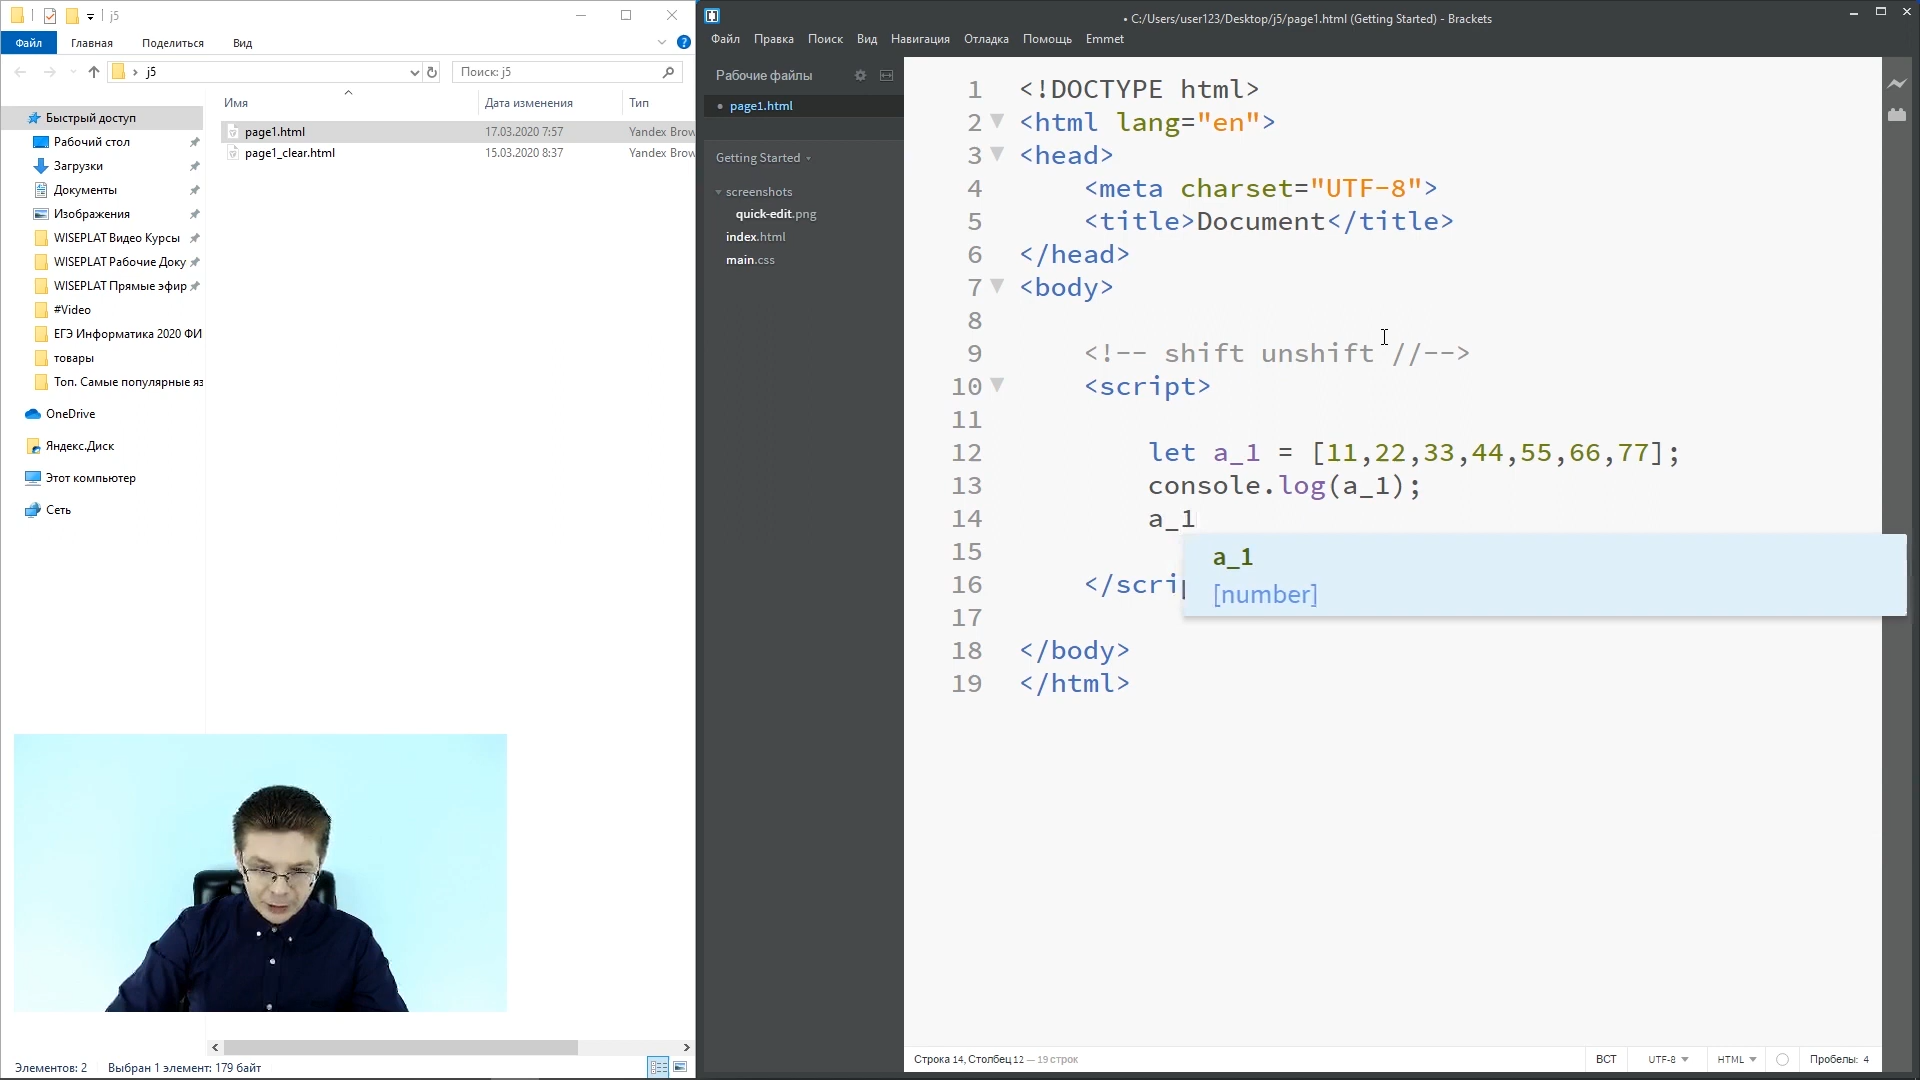 j5
Файл Главная Поделиться Вид
j5
Поиск: j5
Имя Дата изменения Тип
page1.html 17.03.2020 7:57 Yandex Brow
page1_clear.html 15.03.2020 8:37 Yandex Brow
Быстрый доступ
Рабочий стол
Загрузки
Документы
Изображения
WISEPLAT Видео Курсы
WISEPLAT Рабочие Доку
WISEPLAT Прямые эфир
#Video
ЕГЭ Информатика 2020 ФИ
товары
Топ. Самые популярные яз
OneDrive
Яндекс.Диск
Этот компьютер
Сеть
Элементов: 2 Выбран 1 элемент: 179 байт
• C:/Users/user123/Desktop/j5/page1.html (Getting Started) - Brackets
Файл Правка Поиск Вид Навигация Отладка Помощь Emmet
Рабочие файлы
page1.html
Getting Started
screenshots
quick-edit.png
index.html
main.css
1 <!DOCTYPE html>
2 <html lang="en">
3 <head>
4 <meta charset="UTF-8">
5 <title>Document</title>
6 </head>
7 <body>
8
9 <!-- shift unshift //-->
10 <script>
11
12 let a_1 = [11,22,33,44,55,66,77];
13 console.log(a_1);
14 a_1
15
16 </scrip
17
18 </body>
19 </html>
a_1
[number]
Строка 14, Столбец 12 — 19 строк
ВСТ UTF-8 HTML Пробелы: 4